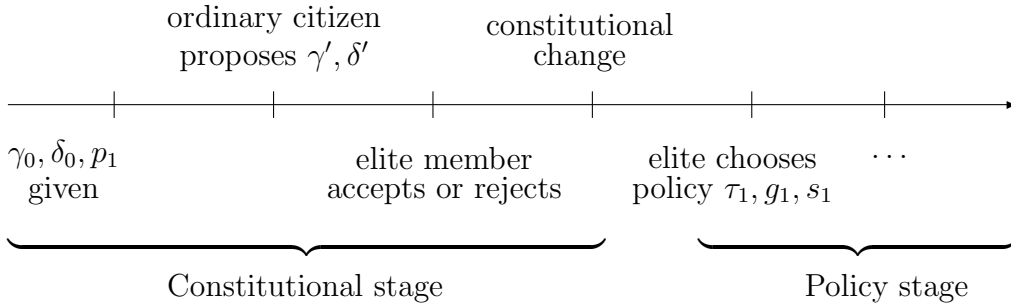 ordinary citizen
proposes γ′, δ′
constitutional
change
γ₀, δ₀, p₁
given
elite member
accepts or rejects
elite chooses
policy τ₁, g₁, s₁
⋯
Constitutional stage
Policy stage